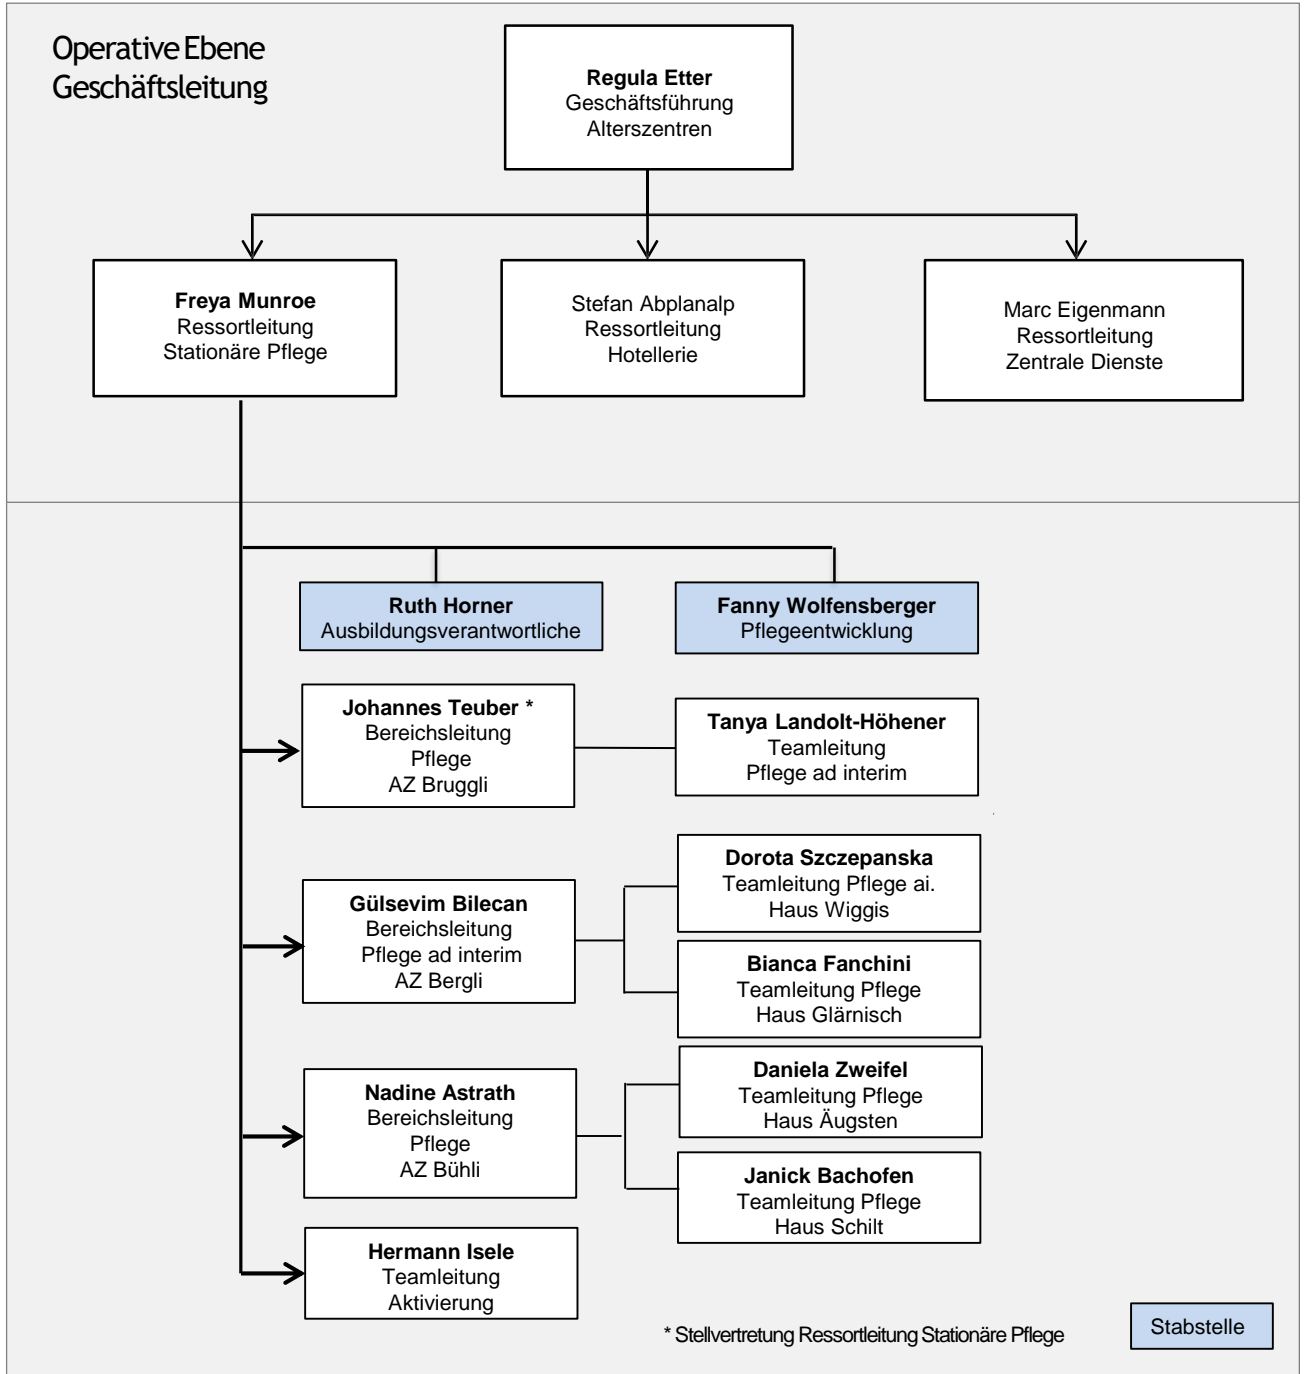 Operative Ebene
Geschäftsleitung
Regula Etter
Geschäftsführung
Alterszentren
Freya Munroe
Ressortleitung
Stationäre Pflege
Stefan Abplanalp
Ressortleitung
Hotellerie
Marc Eigenmann
Ressortleitung
Zentrale Dienste
Ruth Horner
Ausbildungsverantwortliche
Fanny Wolfensberger
Pflegeentwicklung
Johannes Teuber *
Bereichsleitung
Pflege
AZ Bruggli
Tanya Landolt-Höhener
Teamleitung
Pflege ad interim
Gülsevim Bilecan
Bereichsleitung
Pflege ad interim
AZ Bergli
Dorota Szczepanska
Teamleitung Pflege ai.
Haus Wiggis
Bianca Fanchini
Teamleitung Pflege
Haus Glärnisch
Nadine Astrath
Bereichsleitung
Pflege
AZ Bühli
Daniela Zweifel
Teamleitung Pflege
Haus Äugsten
Janick Bachofen
Teamleitung Pflege
Haus Schilt
Hermann Isele
Teamleitung
Aktivierung
* Stellvertretung Ressortleitung Stationäre Pflege
Stabstelle